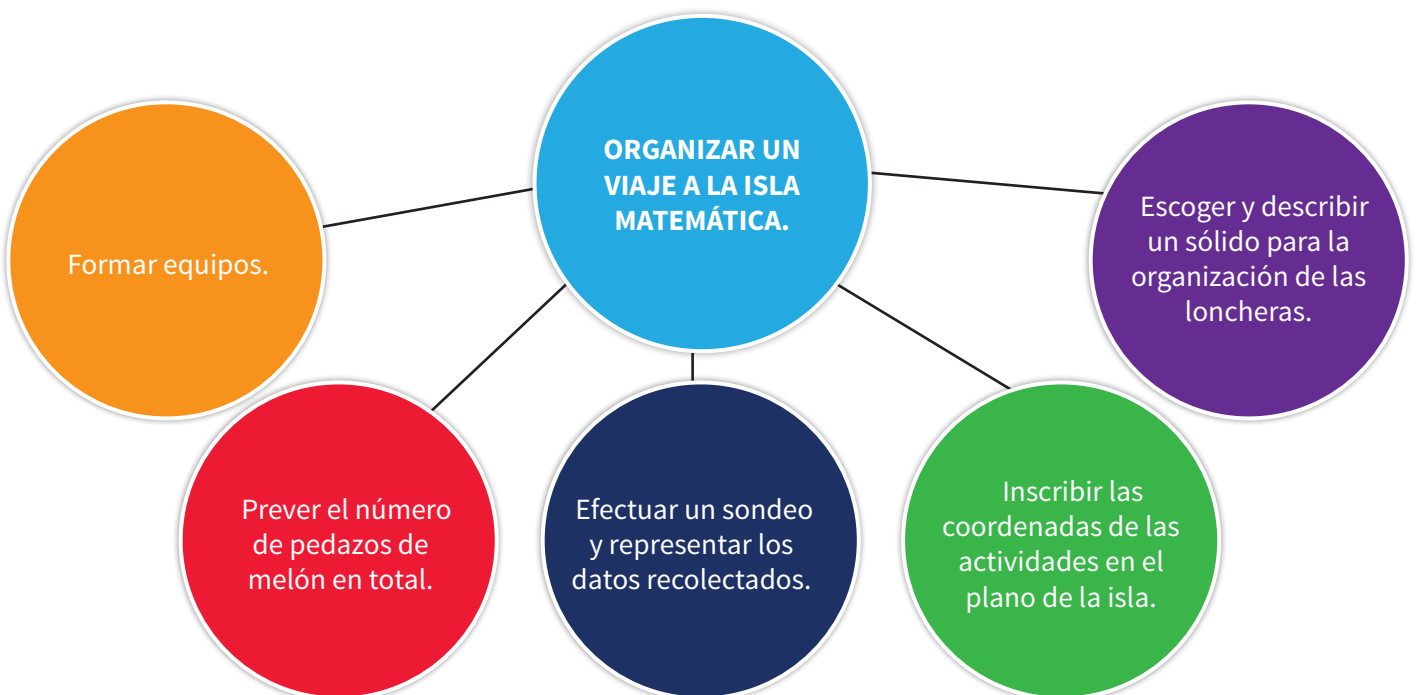 ORGANIZAR UN
VIAJE A LA ISLA
MATEMÁTICA.
Formar equipos.
Prever el número
de pedazos de
melón en total.
Efectuar un sondeo
y representar los
datos recolectados.
Inscribir las
coordenadas de las
actividades en el
plano de la isla.
Escoger y describir
un sólido para la
organización de las
loncheras.